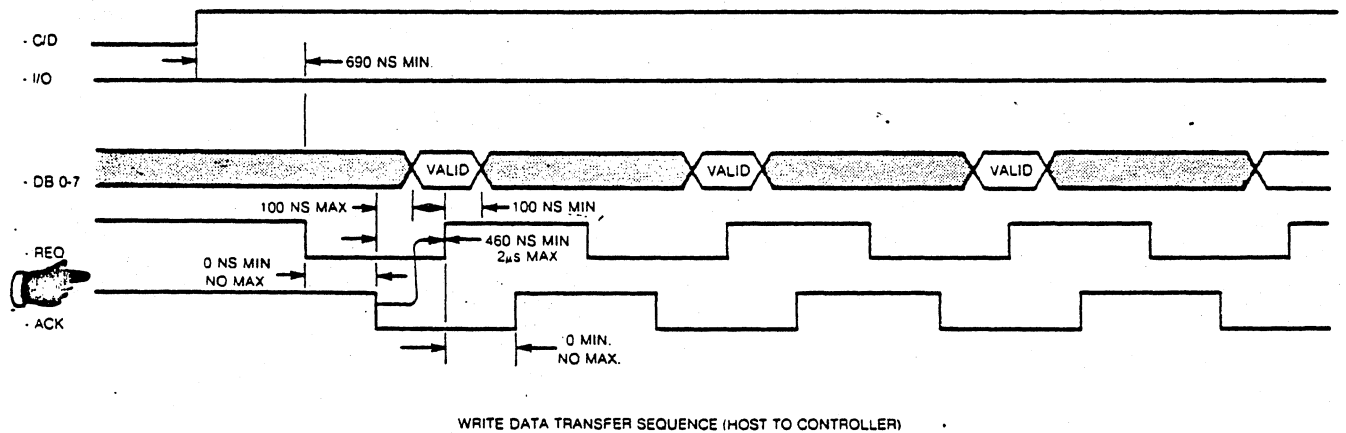 - C/D
690 NS MIN.
- I/O
VALID VALID VALID
- DB 0-7
100 NS MAX 100 NS MIN
- REQ
460 NS MIN
2μs MAX
0 NS MIN
NO MAX
- ACK
0 MIN.
NO MAX.
WRITE DATA TRANSFER SEQUENCE (HOST TO CONTROLLER)